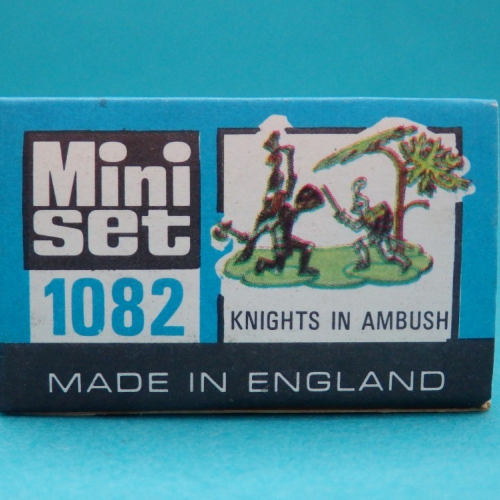 Mini
set
1082
KNIGHTS IN AMBUSH
MADE IN ENGLAND